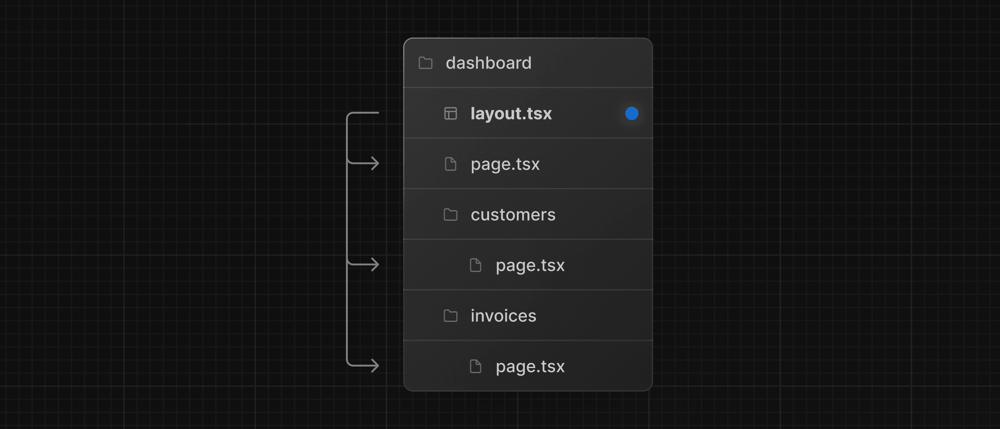 dashboard
layout.tsx
page.tsx
customers
page.tsx
invoices
page.tsx